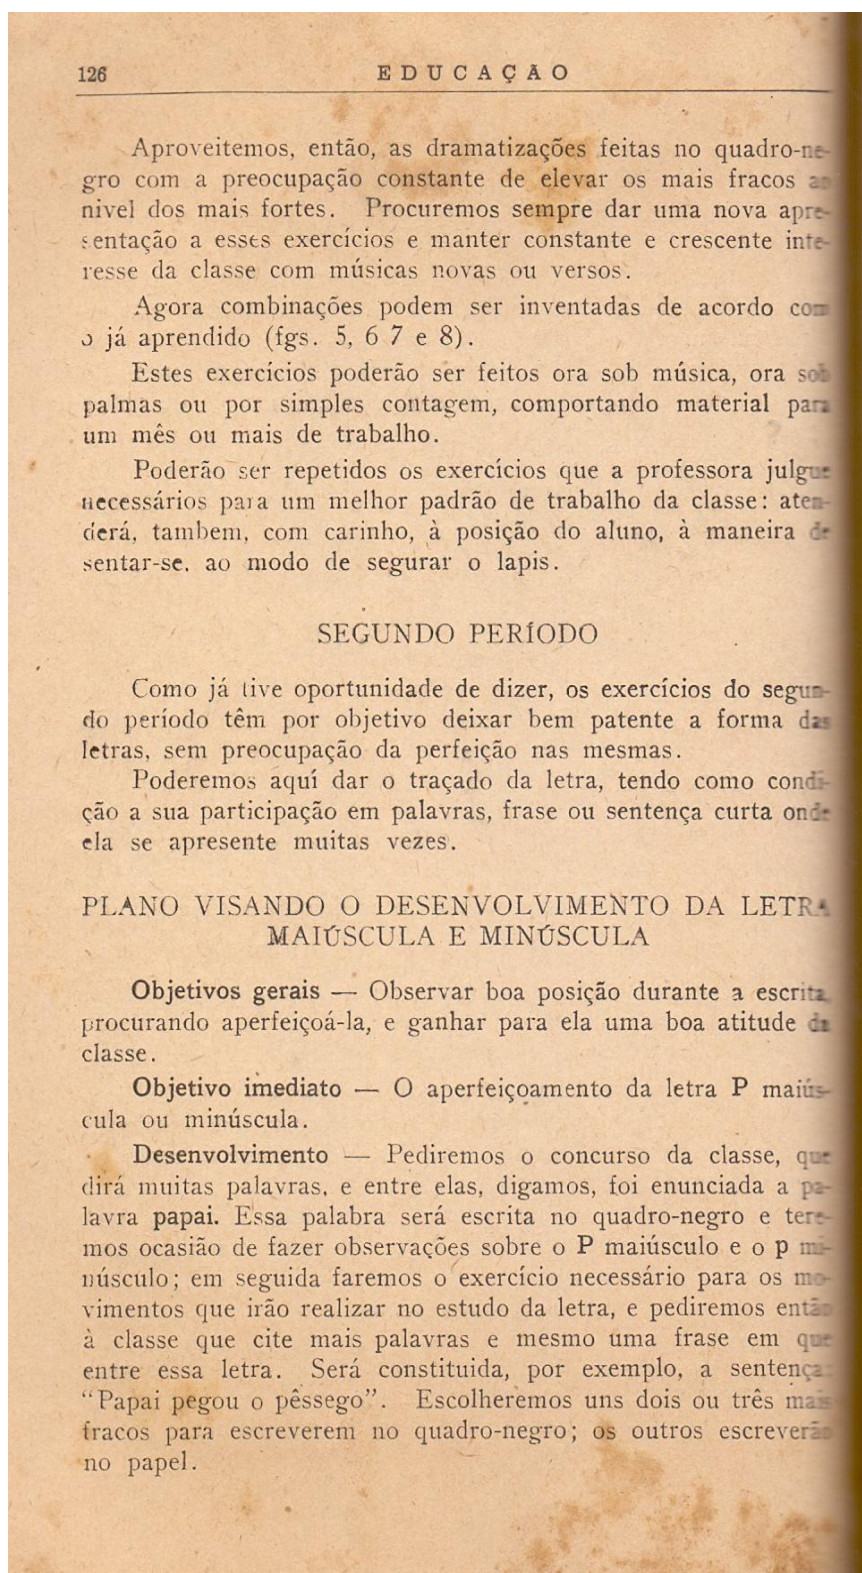 126 EDUCAÇÃO
Aproveitemos, então, as dramatizações feitas no quadro-ne-
gro com a preocupação constante de elevar os mais fracos ao
nivel dos mais fortes. Procuremos sempre dar uma nova apre-
sentação a esses exercícios e manter constante e crescente inte-
resse da classe com músicas novas ou versos.
Agora combinações podem ser inventadas de acordo com
o já aprendido (fgs. 5, 6 7 e 8).
Estes exercícios poderão ser feitos ora sob música, ora sob
palmas ou por simples contagem, comportando material para
um mês ou mais de trabalho.
Poderão ser repetidos os exercícios que a professora julgue
necessários para um melhor padrão de trabalho da classe: aten-
derá, tambem, com carinho, à posição do aluno, à maneira de
sentar-se, ao modo de segurar o lapis.
SEGUNDO PERÍODO
Como já tive oportunidade de dizer, os exercícios do segun-
do período têm por objetivo deixar bem patente a forma das
letras, sem preocupação da perfeição nas mesmas.
Poderemos aquí dar o traçado da letra, tendo como condi-
ção a sua participação em palavras, frase ou sentença curta onde
ela se apresente muitas vezes.
PLANO VISANDO O DESENVOLVIMENTO DA LETRA
MAIÚSCULA E MINÚSCULA
Objetivos gerais — Observar boa posição durante a escrita,
procurando aperfeiçoá-la, e ganhar para ela uma boa atitude da
classe.
Objetivo imediato — O aperfeiçoamento da letra P maiús-
cula ou minúscula.
Desenvolvimento — Pediremos o concurso da classe, que
dirá muitas palavras, e entre elas, digamos, foi enunciada a pa-
lavra papai. Essa palabra será escrita no quadro-negro e tere-
mos ocasião de fazer observações sobre o P maiúsculo e o p mi-
núsculo; em seguida faremos o exercício necessário para os mo-
vimentos que irão realizar no estudo da letra, e pediremos então
à classe que cite mais palavras e mesmo uma frase em que
entre essa letra. Será constituida, por exemplo, a sentença:
"Papai pegou o pêssego". Escolheremos uns dois ou três mais
fracos para escreverem no quadro-negro; os outros escreverão
no papel.